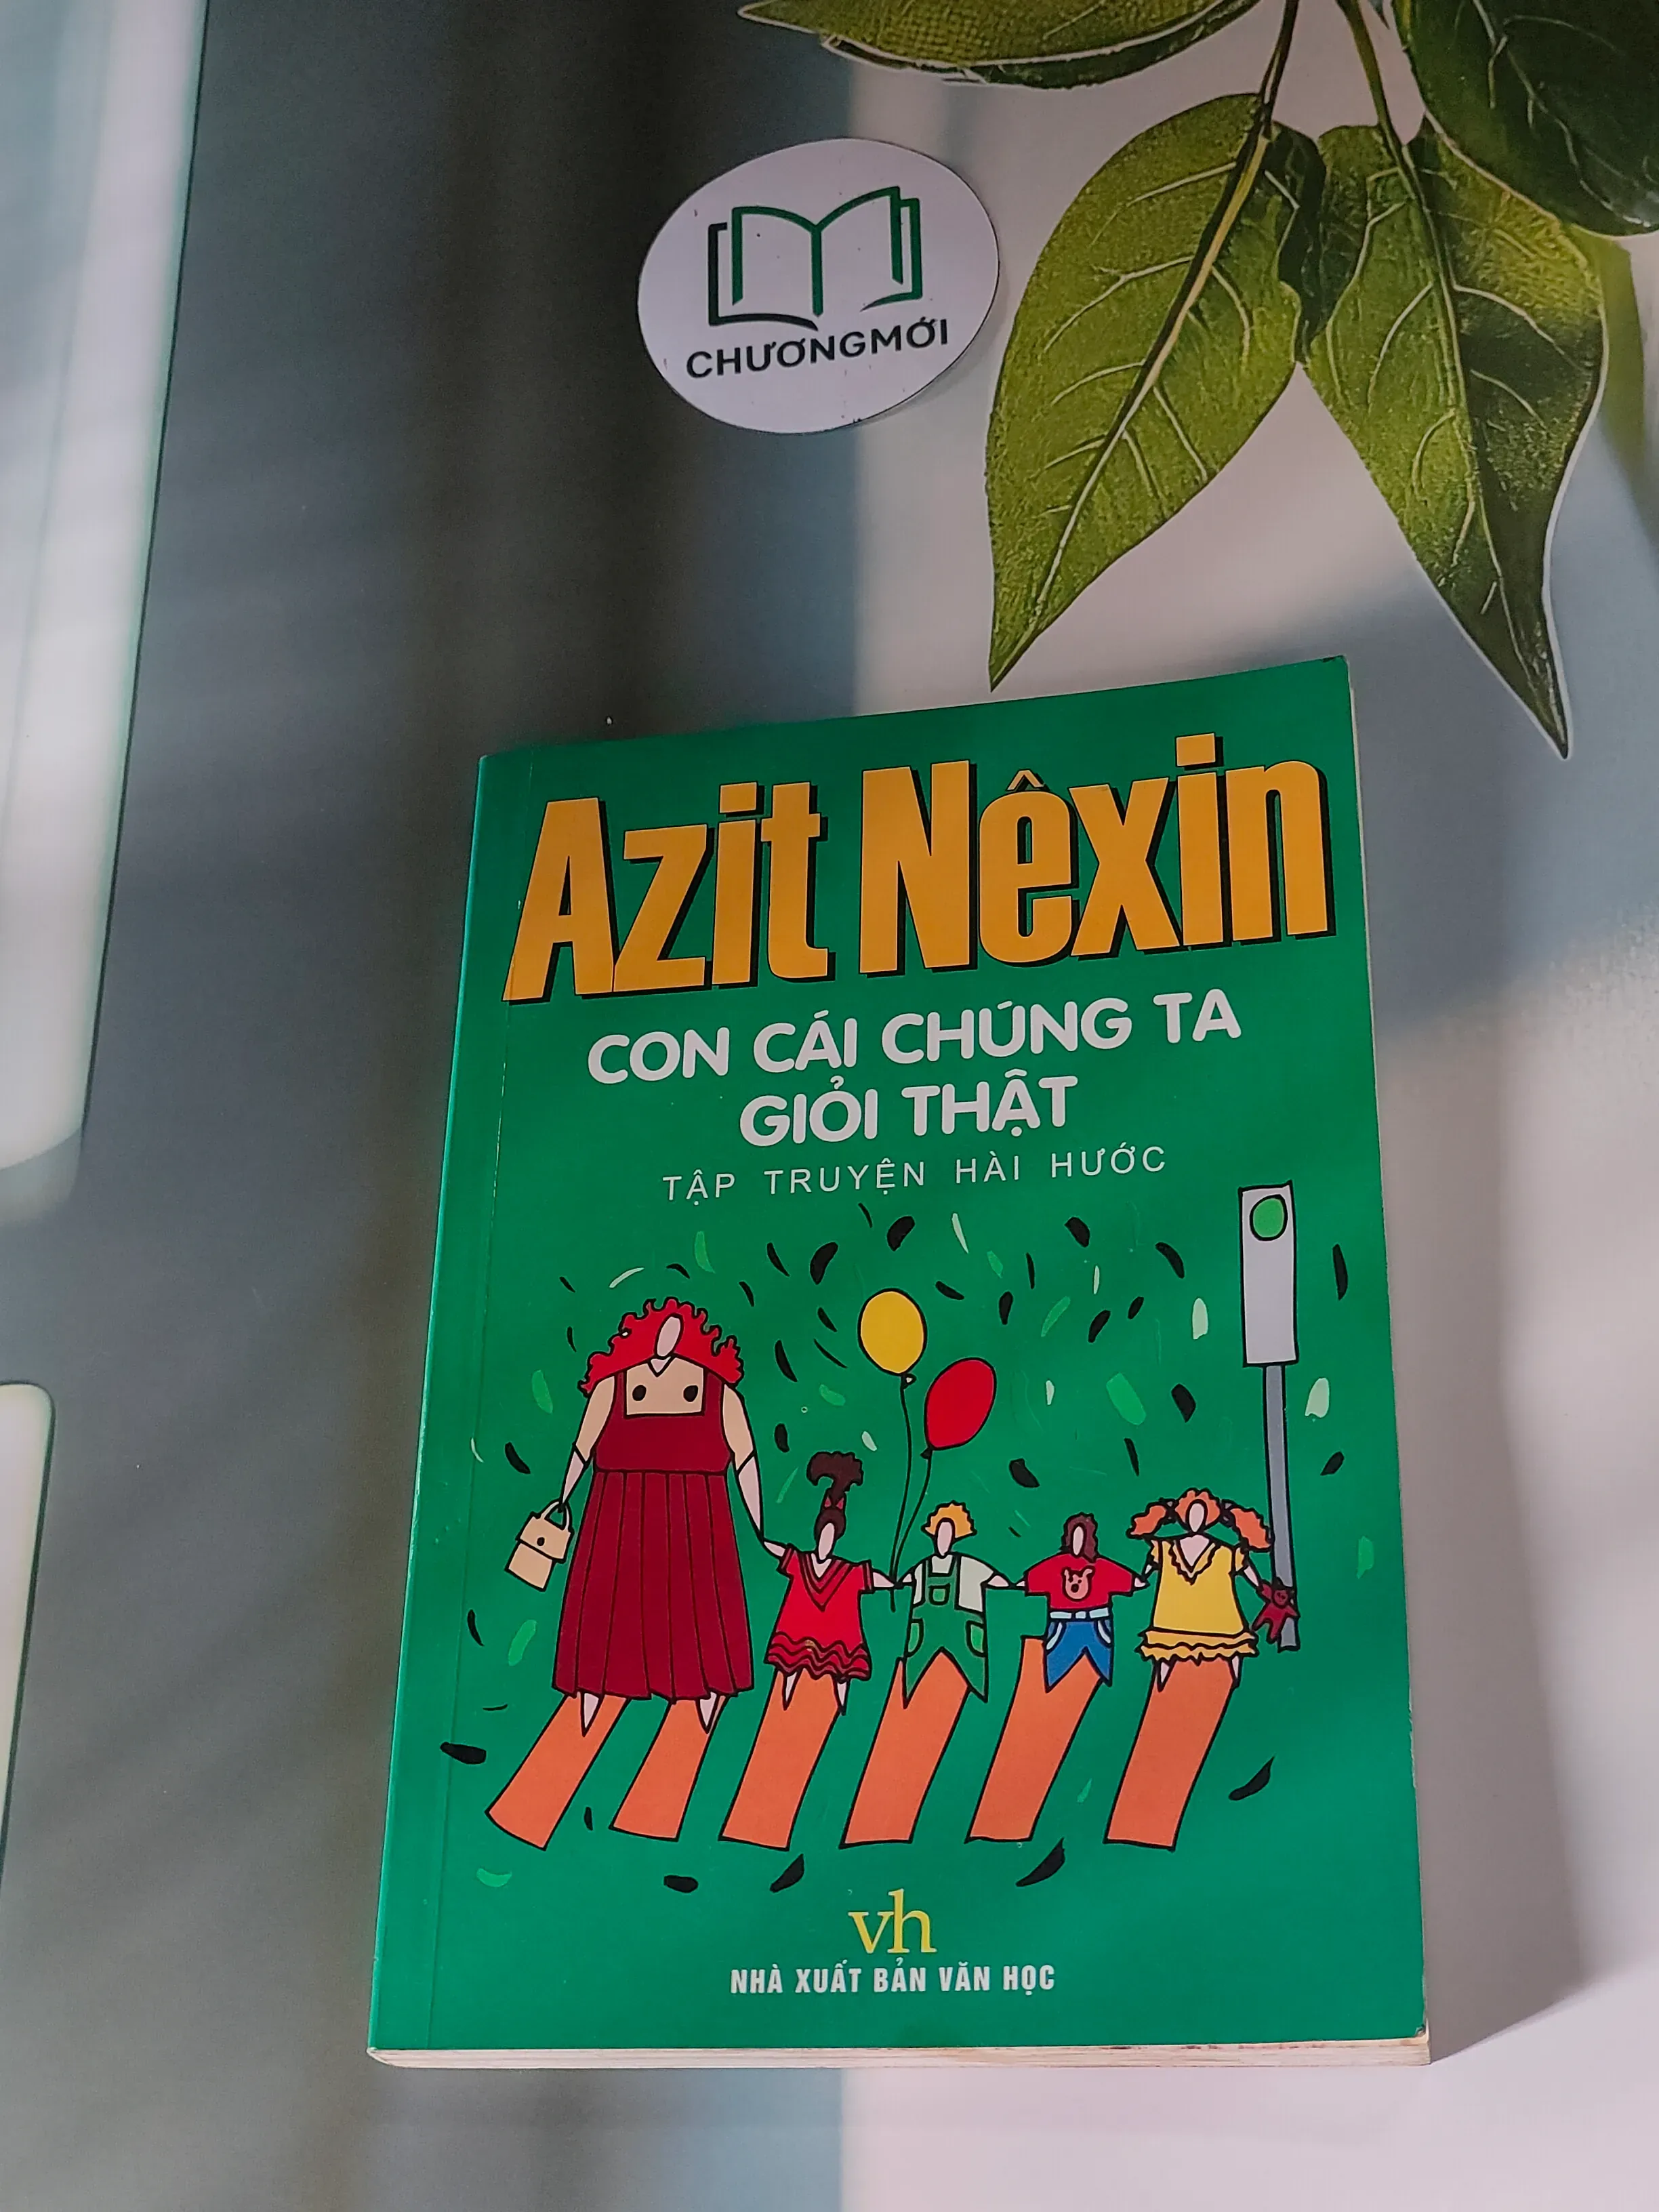 CHƯƠNGMỚI
Azit Nêxin
CON CÁI CHÚNG TA
GIỎI THẬT
TẬP TRUYỆN HÀI HƯỚC
vh
NHÀ XUẤT BẢN VĂN HỌC